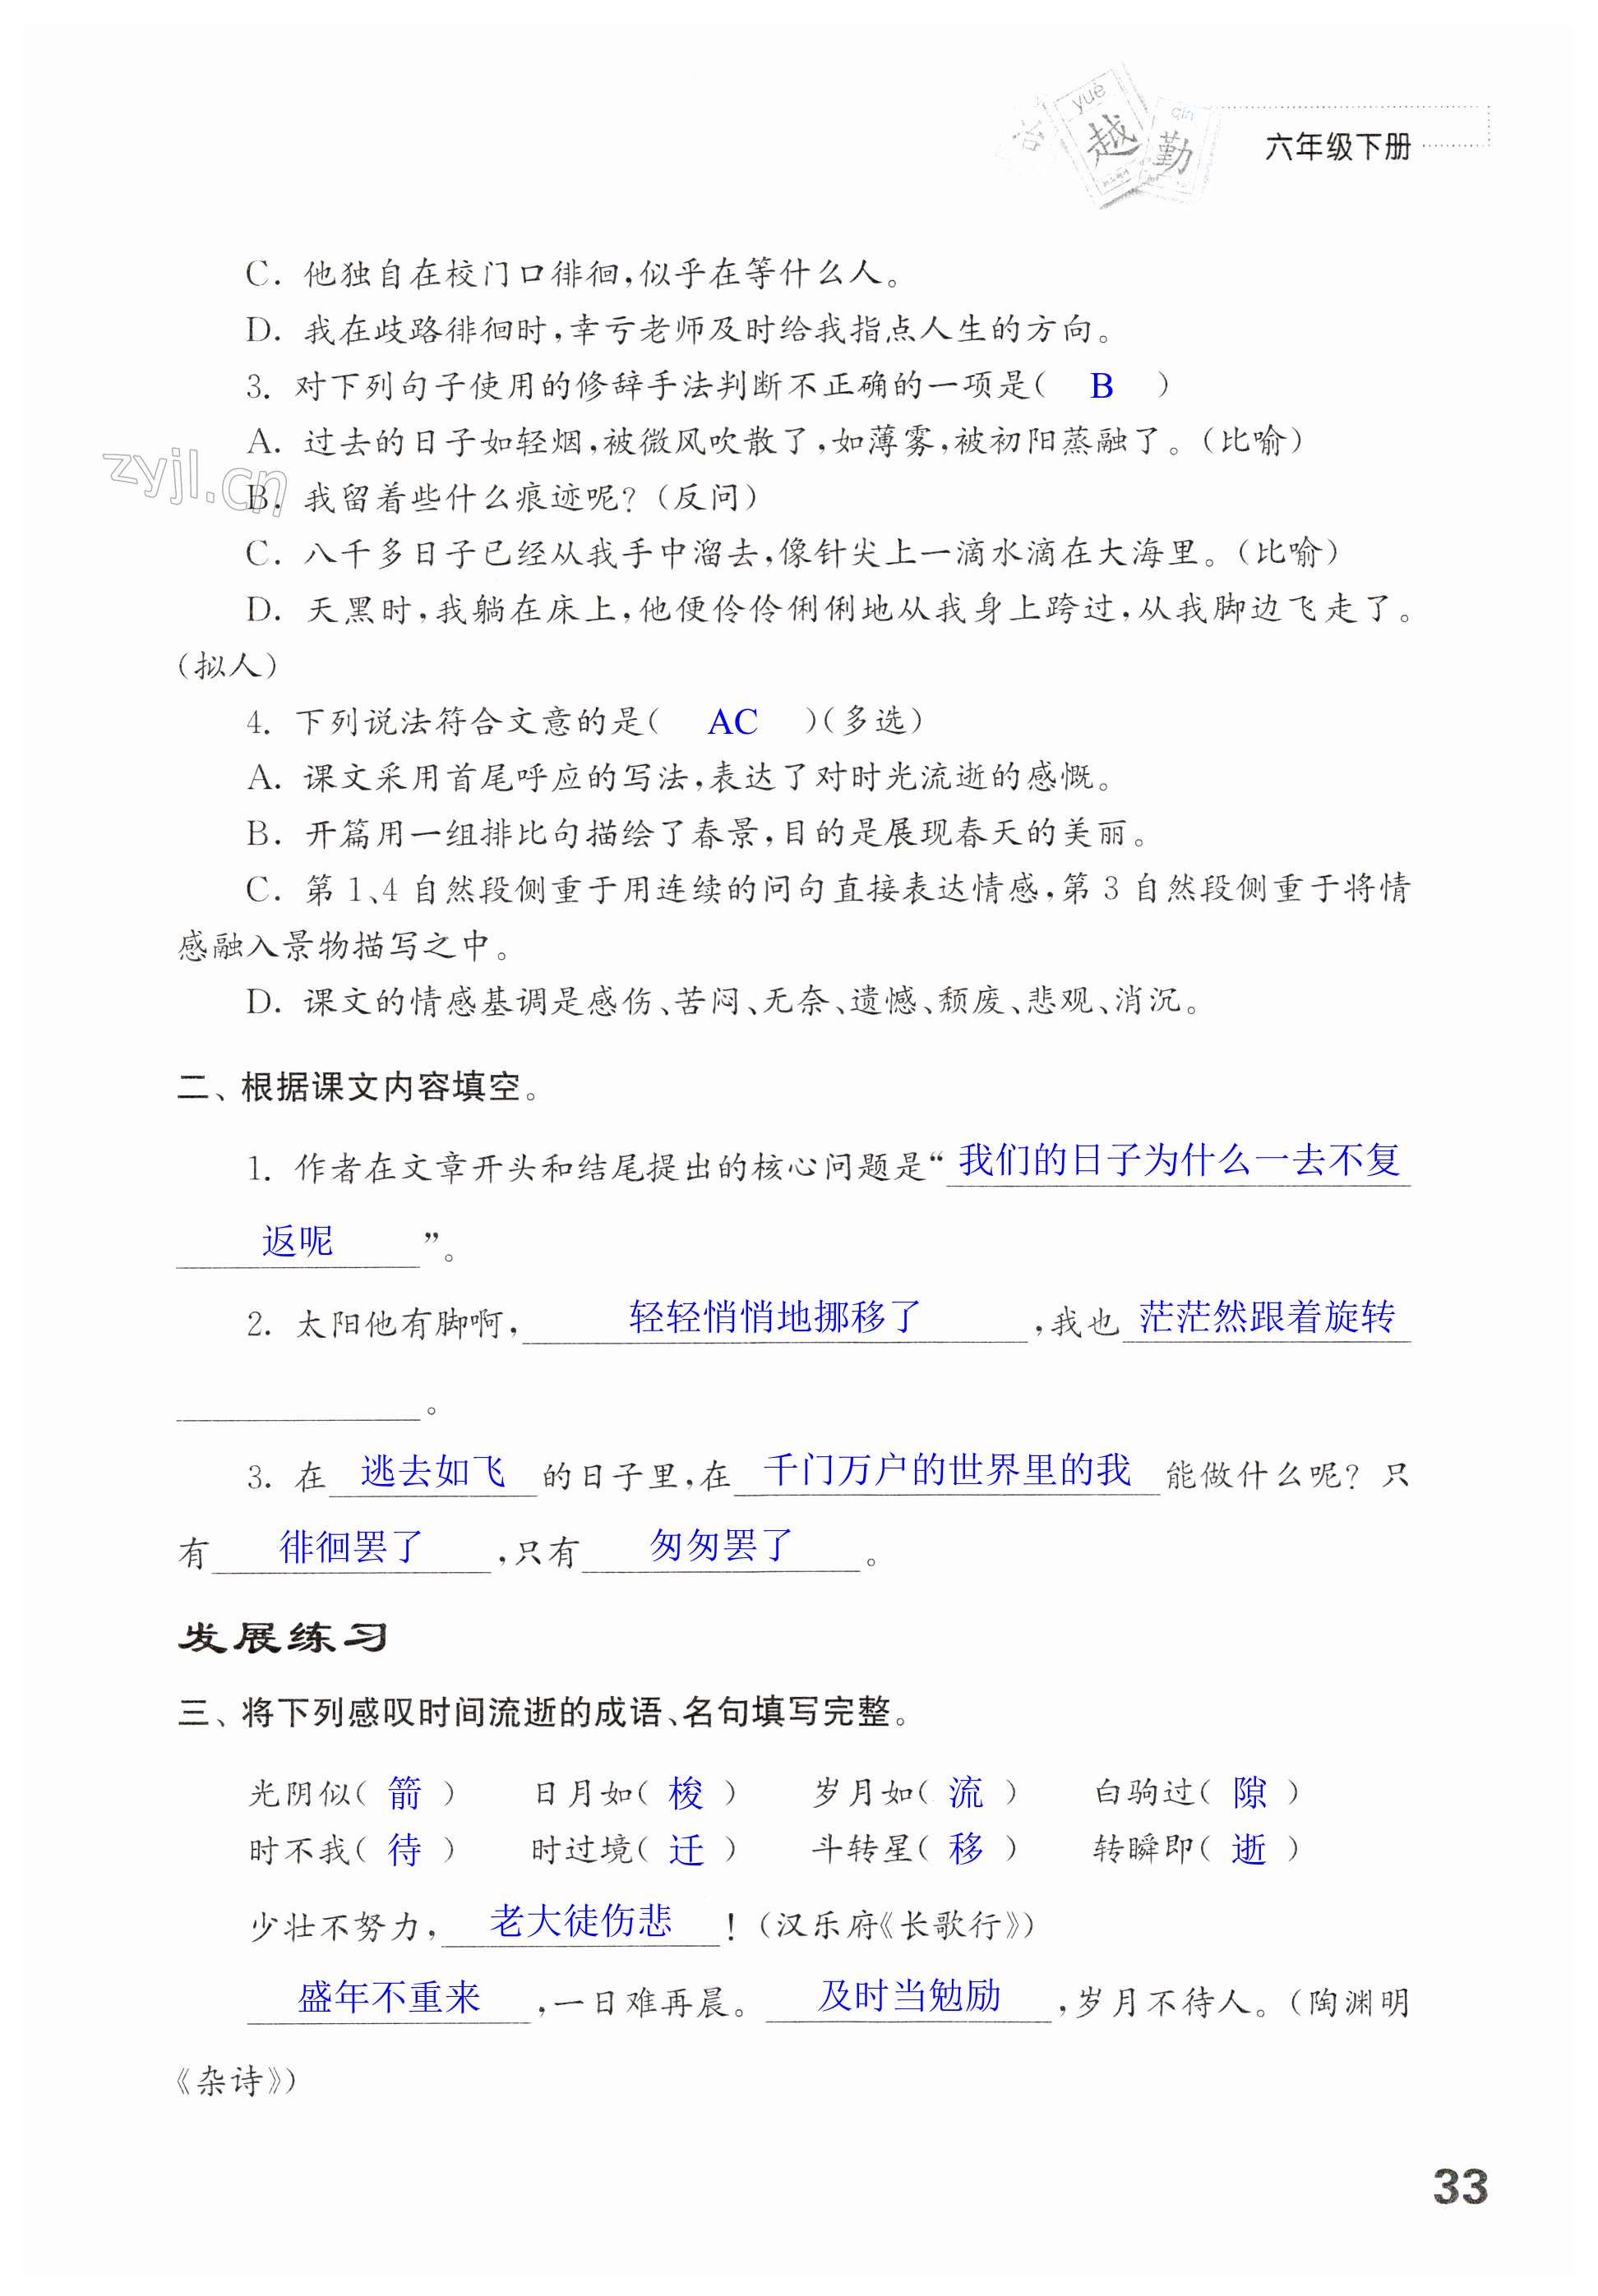 yuè
qín
治
越
勤
六年级下册
C. 他独自在校门口徘徊,似乎在等什么人。
D. 我在歧路徘徊时,幸亏老师及时给我指点人生的方向。
3. 对下列句子使用的修辞手法判断不正确的一项是( B )
A. 过去的日子如轻烟,被微风吹散了,如薄雾,被初阳蒸融了。(比喻)
zyjl.cn
B. 我留着些什么痕迹呢?(反问)
C. 八千多日子已经从我手中溜去,像针尖上一滴水滴在大海里。(比喻)
D. 天黑时,我躺在床上,他便伶伶俐俐地从我身上跨过,从我脚边飞走了。
(拟人)
4. 下列说法符合文意的是( AC )(多选)
A. 课文采用首尾呼应的写法,表达了对时光流逝的感慨。
B. 开篇用一组排比句描绘了春景,目的是展现春天的美丽。
C. 第 1、4 自然段侧重于用连续的问句直接表达情感,第 3 自然段侧重于将情
感融入景物描写之中。
D. 课文的情感基调是感伤、苦闷、无奈、遗憾、颓废、悲观、消沉。
二、根据课文内容填空。
1. 作者在文章开头和结尾提出的核心问题是“我们的日子为什么一去不复
返呢”。
2. 太阳他有脚啊,轻轻悄悄地挪移了,我也茫茫然跟着旋转
。
3. 在逃去如飞的日子里,在千门万户的世界里的我能做什么呢?只
有徘徊罢了,只有匆匆罢了。
发展练习
三、将下列感叹时间流逝的成语、名句填写完整。
光阴似( 箭 ) 日月如( 梭 ) 岁月如( 流 ) 白驹过( 隙 )
时不我( 待 ) 时过境( 迁 ) 斗转星( 移 ) 转瞬即( 逝 )
少壮不努力,老大徒伤悲!(汉乐府《长歌行》)
盛年不重来,一日难再晨。及时当勉励,岁月不待人。(陶渊明
《杂诗》)
33